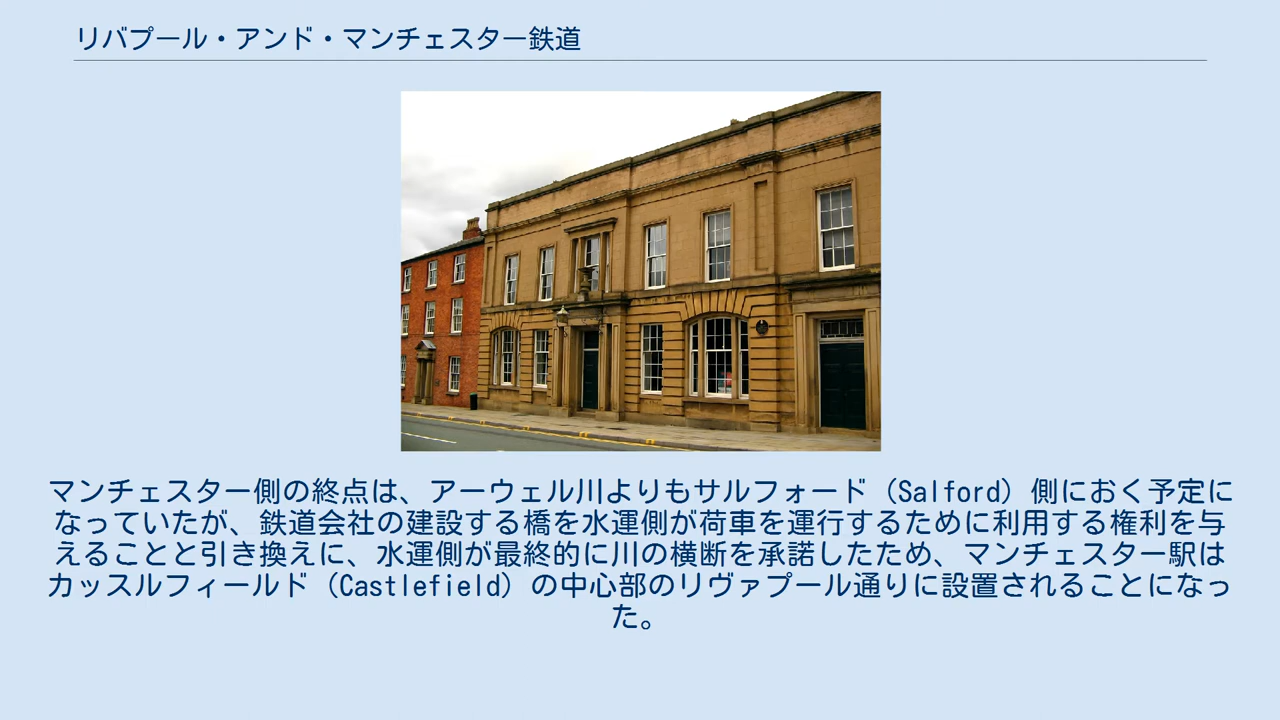 リバプール・アンド・マンチェスター鉄道
マンチェスター側の終点は、アーウェル川よりもサルフォード（Salford）側におく予定に
なっていたが、鉄道会社の建設する橋を水運側が荷車を運行するために利用する権利を与
えることと引き換えに、水運側が最終的に川の横断を承諾したため、マンチェスター駅は
カッスルフィールド（Castlefield）の中心部のリヴァプール通りに設置されることになっ
た。